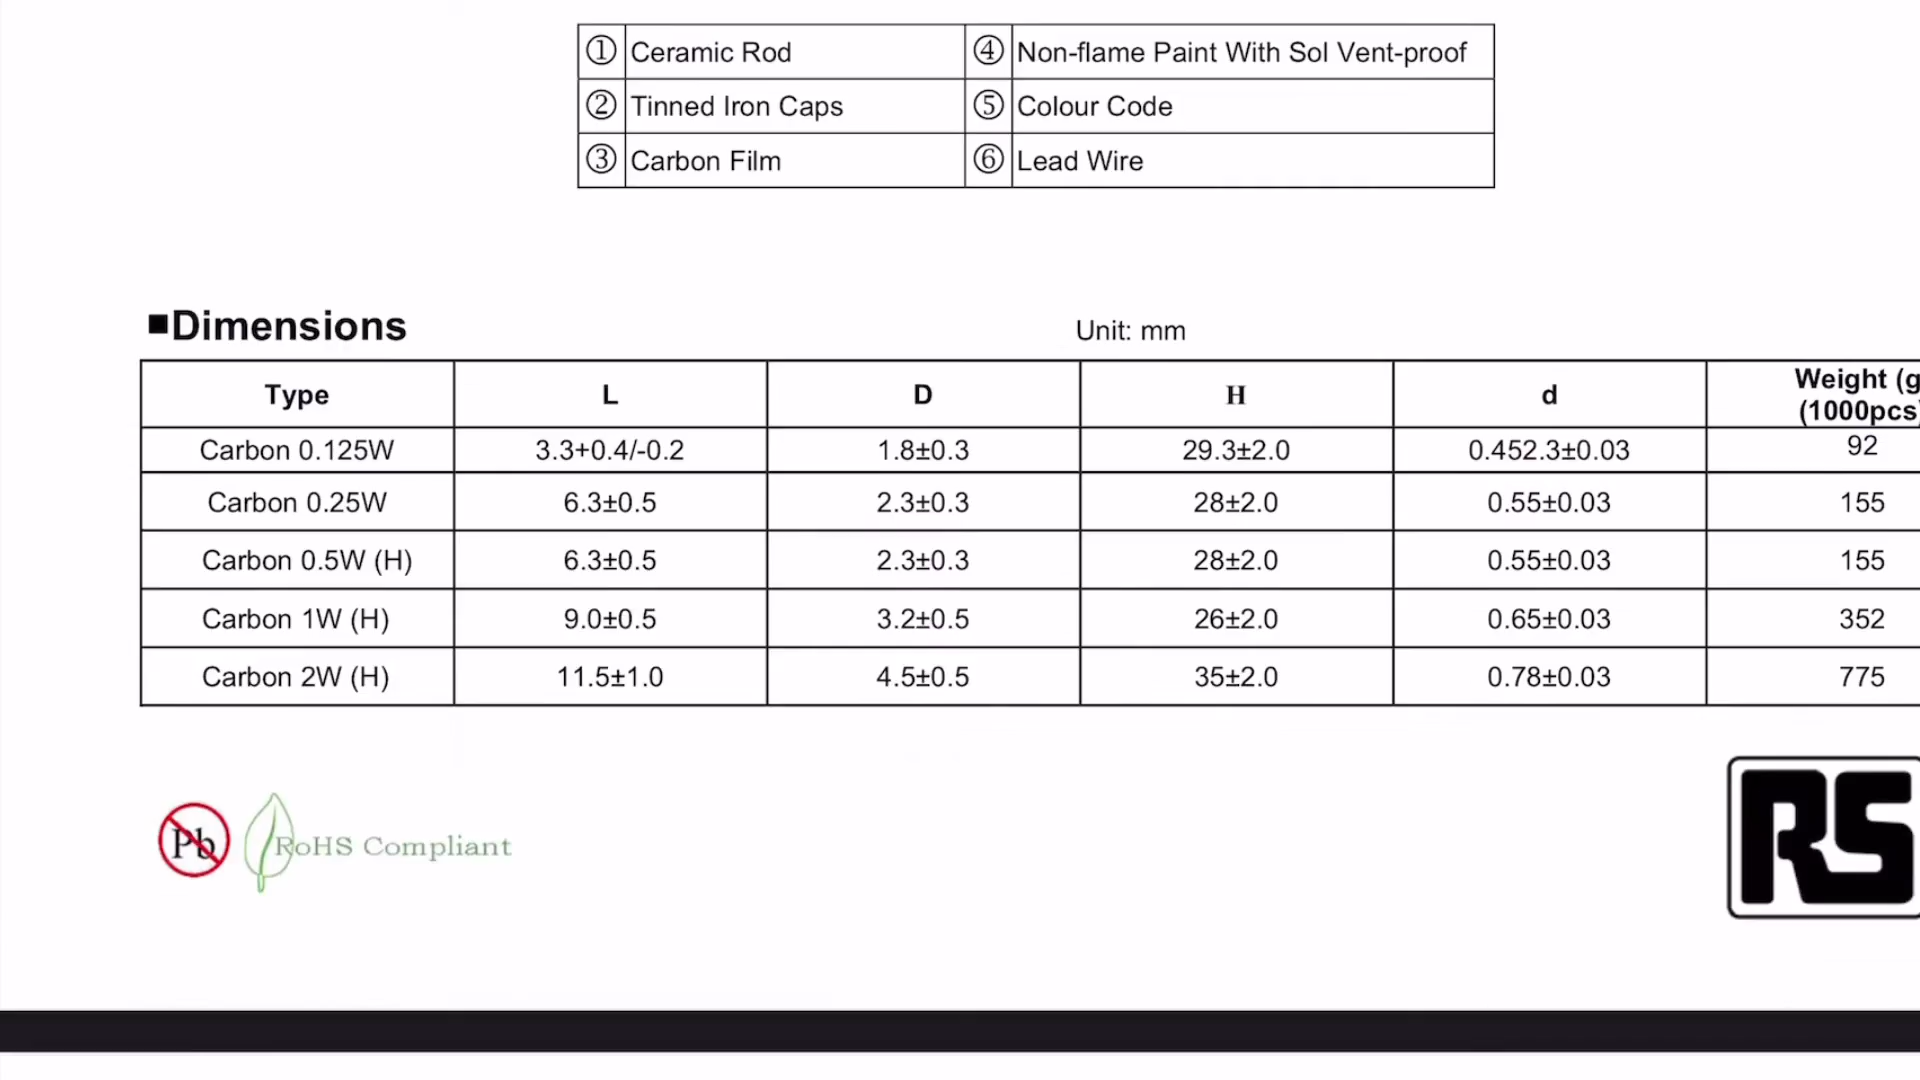 ① Ceramic Rod ④ Non-flame Paint With Sol Vent-proof
② Tinned Iron Caps ⑤ Colour Code
③ Carbon Film ⑥ Lead Wire
■Dimensions Unit: mm
Type L D H d Weight (g
(1000pcs)
Carbon 0.125W 3.3+0.4/-0.2 1.8±0.3 29.3±2.0 0.452.3±0.03 92
Carbon 0.25W 6.3±0.5 2.3±0.3 28±2.0 0.55±0.03 155
Carbon 0.5W (H) 6.3±0.5 2.3±0.3 28±2.0 0.55±0.03 155
Carbon 1W (H) 9.0±0.5 3.2±0.5 26±2.0 0.65±0.03 352
Carbon 2W (H) 11.5±1.0 4.5±0.5 35±2.0 0.78±0.03 775
Pb RoHS Compliant
RS